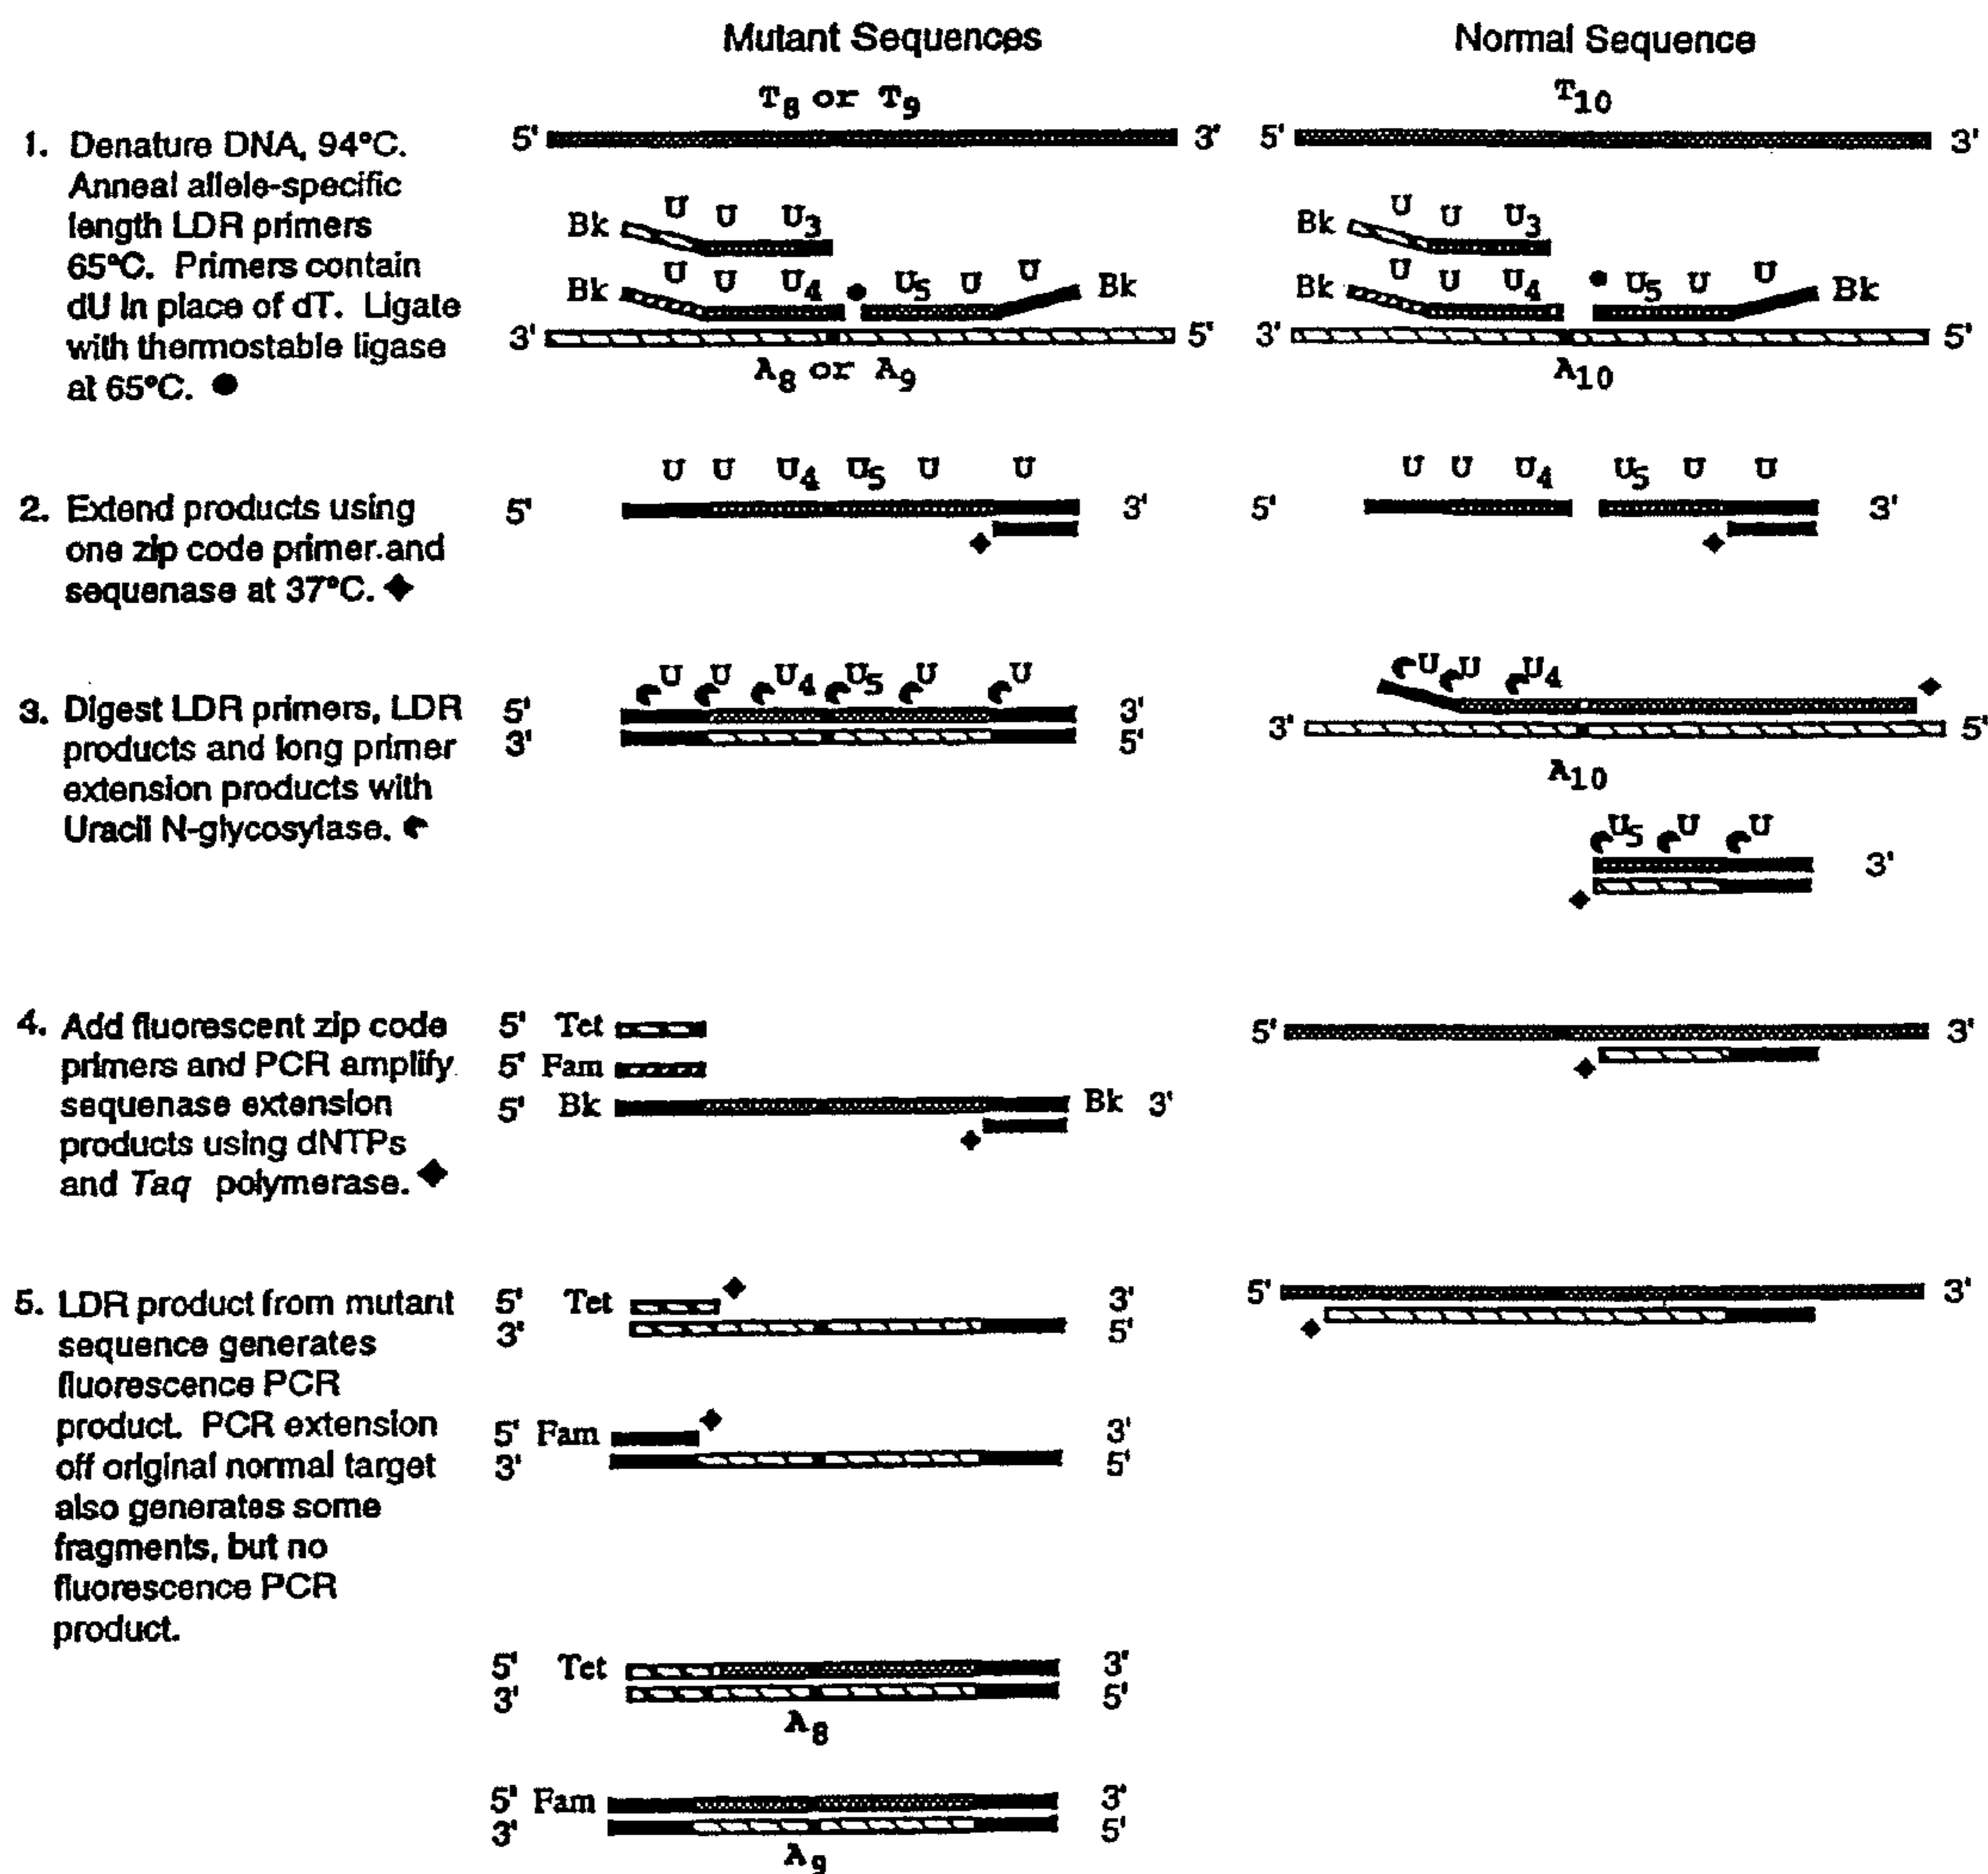 Mutant Sequences
Normal Sequence
T8 or T9
T10
1. Denature DNA, 94°C.
Anneal allele-specific
length LDR primers
65°C. Primers contain
dU in place of dT. Ligate
with thermostable ligase
at 65°C. ●
5' 3'
5' 3'
U U U3
Bk
U U U4 ● U5 U U
Bk Bk
3' 5'
A8 or A9
U U U3
Bk
U U U4 ● U5 U U
Bk Bk
3' 5'
A10
2. Extend products using
one zip code primer and
sequenase at 37°C. ◆
U U U4 U5 U U
5' 3'
U U U4 U5 U U
5' 3'
3. Digest LDR primers, LDR
products and long primer
extension products with
Uracil N-glycosylase.
U U U4 U5 U U
5' 3'
3' 5'
U U U4
3' 5'
A10
U5 U U
3'
4. Add fluorescent zip code
primers and PCR amplify
sequenase extension
products using dNTPs
and Taq polymerase. ◆
5' Tet
5' Fam
5' Bk Bk 3'
5' 3'
5. LDR product from mutant
sequence generates
fluorescence PCR
product. PCR extension
off original normal target
also generates some
fragments, but no
fluorescence PCR
product.
5' Tet 3'
3' 5'
5' 3'
5' Fam 3'
3' 5'
5' Tet 3'
3' 5'
A8
5' Fam 3'
3' 5'
A9